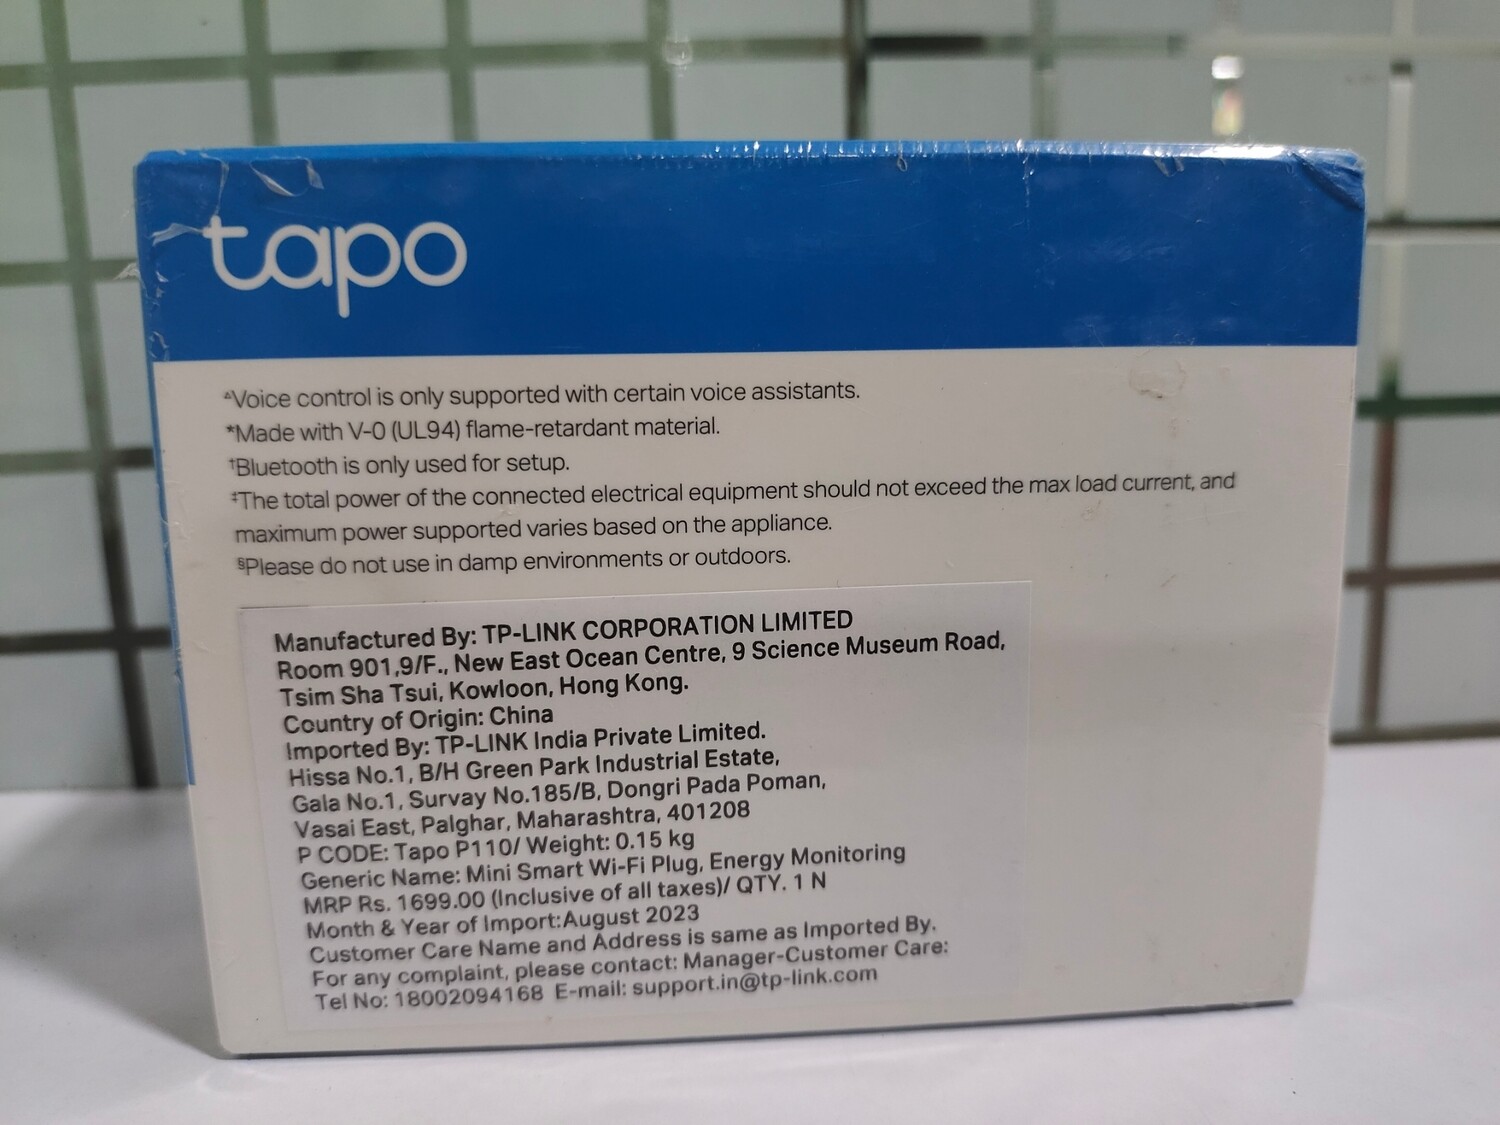 tapo
△Voice control is only supported with certain voice assistants.
*Made with V-0 (UL94) flame-retardant material.
†Bluetooth is only used for setup.
‡The total power of the connected electrical equipment should not exceed the max load current, and
maximum power supported varies based on the appliance.
§Please do not use in damp environments or outdoors.
Manufactured By: TP-LINK CORPORATION LIMITED
Room 901,9/F., New East Ocean Centre, 9 Science Museum Road,
Tsim Sha Tsui, Kowloon, Hong Kong.
Country of Origin: China
Imported By: TP-LINK India Private Limited.
Hissa No.1, B/H Green Park Industrial Estate,
Gala No.1, Survay No.185/B, Dongri Pada Poman,
Vasai East, Palghar, Maharashtra, 401208
P CODE: Tapo P110/ Weight: 0.15 kg
Generic Name: Mini Smart Wi-Fi Plug, Energy Monitoring
MRP Rs. 1699.00 (Inclusive of all taxes)/ QTY. 1 N
Month & Year of Import:August 2023
Customer Care Name and Address is same as Imported By.
For any complaint, please contact: Manager-Customer Care:
Tel No: 18002094168 E-mail: support.in@tp-link.com